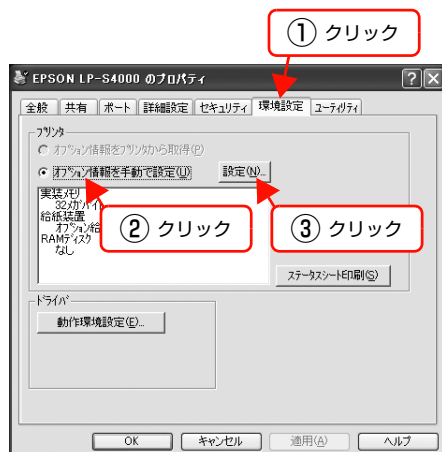 ① クリック
EPSON LP-S4000 のプロパティ
全般 共有 ポート 詳細設定 セキュリティ 環境設定 ユーティリティ
プリンタ
オプション情報をプリンタから取得(P)
オプション情報を手動で設定(U) 設定(N)...
実装メモリ
32メガバイ
給紙装置
オプション給
RAMディスク
なし
② クリック
③ クリック
ステータスシート印刷(S)
ドライバ
動作環境設定(E)...
OK キャンセル 適用(A) ヘルプ